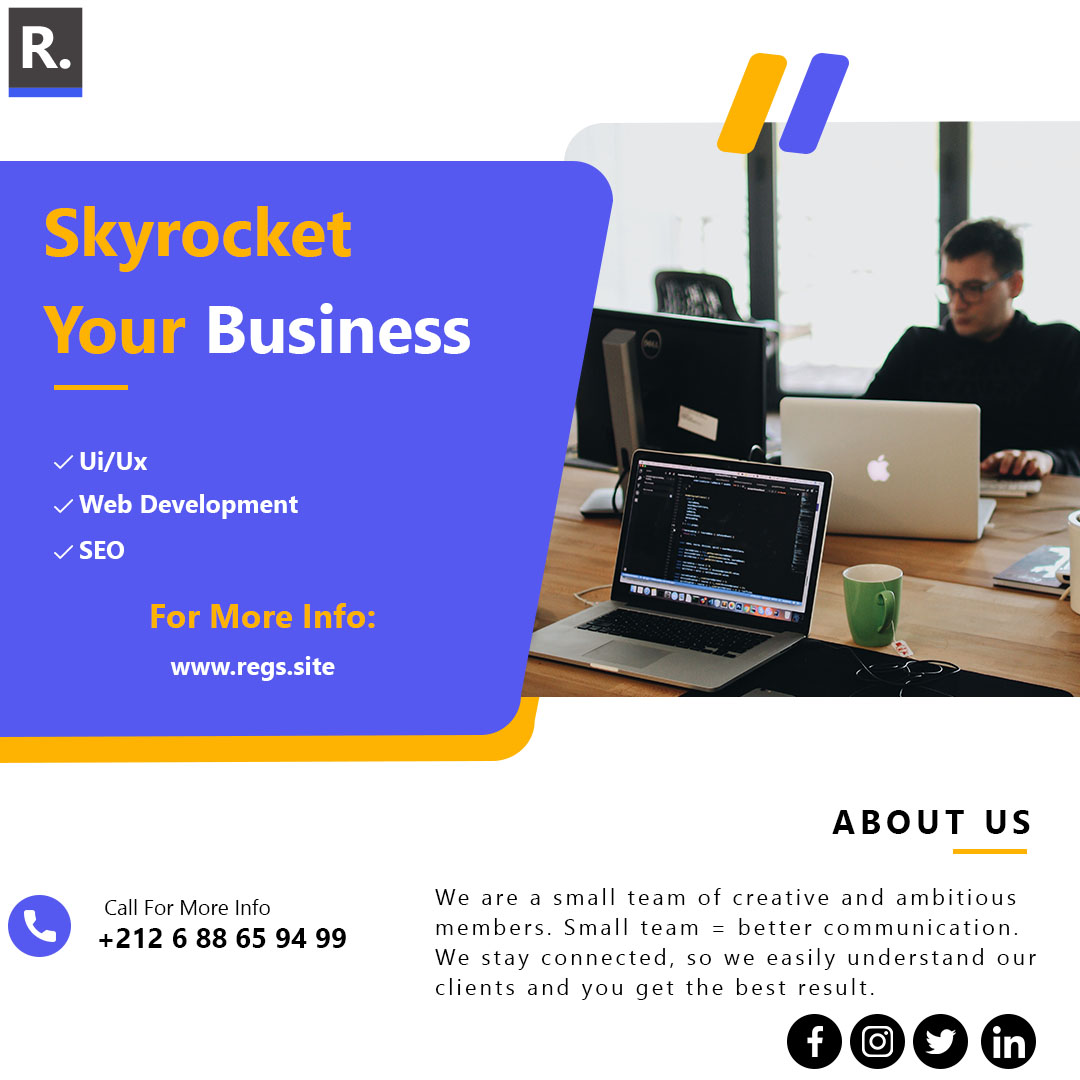 R.
Skyrocket
Your Business
Ui/Ux
Web Development
SEO
For More Info:
www.regs.site
DELL
ABOUT US
Call For More Info
+212 6 88 65 94 99
We are a small team of creative and ambitious
members. Small team = better communication.
We stay connected, so we easily understand our
clients and you get the best result.